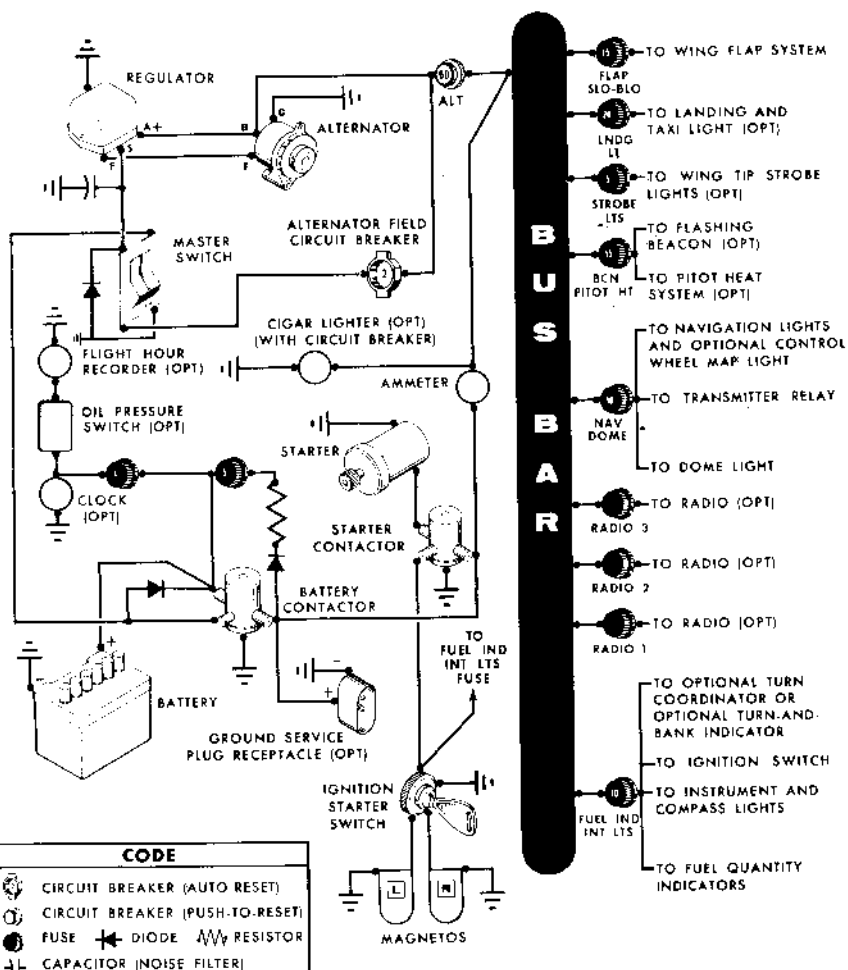 REGULATOR
A+
S
F
B
G
F
ALTERNATOR
60
ALT
MASTER
SWITCH
ALTERNATOR FIELD
CIRCUIT BREAKER
2
FLIGHT HOUR
RECORDER (OPT)
CIGAR LIGHTER (OPT)
(WITH CIRCUIT BREAKER)
AMMETER
OIL PRESSURE
SWITCH (OPT)
STARTER
CLOCK
(OPT)
STARTER
CONTACTOR
BATTERY
CONTACTOR
+
-
BATTERY
TO
FUEL IND
INT LTS
FUSE
-
+
GROUND SERVICE
PLUG RECEPTACLE (OPT)
IGNITION
STARTER
SWITCH
L
R
MAGNETOS
BUS BAR
15
FLAP
SLO-BLO
TO WING FLAP SYSTEM
LNDG
LT
TO LANDING AND
TAXI LIGHT (OPT)
5
STROBE
LTS
TO WING TIP STROBE
LIGHTS (OPT)
15
BCN
PITOT HT
TO FLASHING
BEACON (OPT)
TO PITOT HEAT
SYSTEM (OPT)
NAV
DOME
TO NAVIGATION LIGHTS
AND OPTIONAL CONTROL
WHEEL MAP LIGHT
TO TRANSMITTER RELAY
TO DOME LIGHT
RADIO 3
TO RADIO (OPT)
RADIO 2
TO RADIO (OPT)
RADIO 1
TO RADIO (OPT)
10
FUEL IND
INT LTS
TO OPTIONAL TURN
COORDINATOR OR
OPTIONAL TURN-AND-
BANK INDICATOR
TO IGNITION SWITCH
TO INSTRUMENT AND
COMPASS LIGHTS
TO FUEL QUANTITY
INDICATORS
CODE
CIRCUIT BREAKER (AUTO RESET)
CIRCUIT BREAKER (PUSH-TO-RESET)
FUSE DIODE RESISTOR
CAPACITOR (NOISE FILTER)